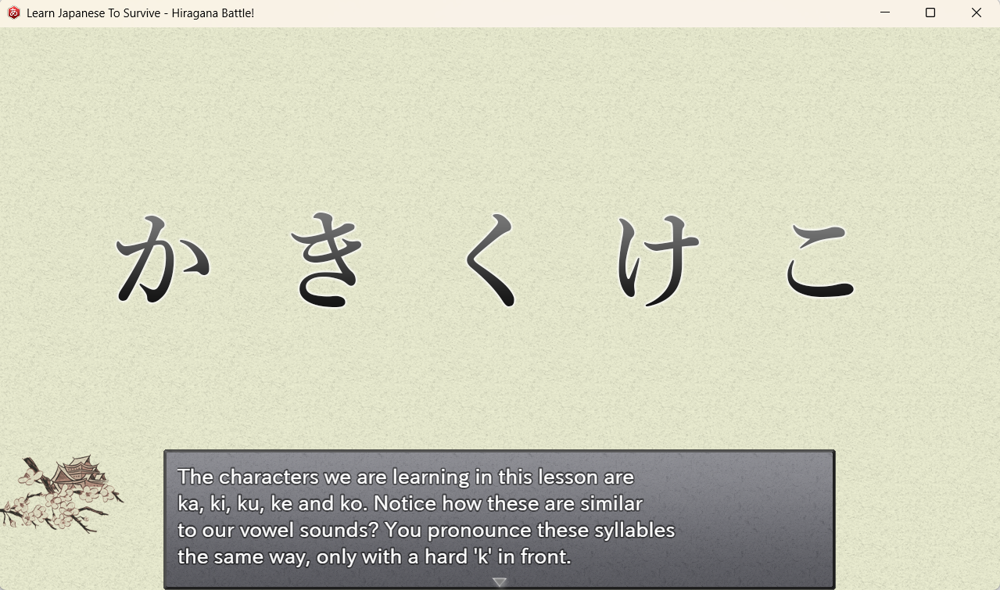 Learn Japanese To Survive - Hiragana Battle!
か き く け こ
The characters we are learning in this lesson are
ka, ki, ku, ke and ko. Notice how these are similar
to our vowel sounds? You pronounce these syllables
the same way, only with a hard 'k' in front.